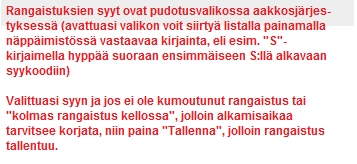 Rangaistuksien syyt ovat pudotusvalikossa aakkosjärjes-
tyksessä (avattuasi valikon voit siirtyä listalla painamalla
näppäimistössä vastaavaa kirjainta, eli esim. "S"-
kirjaimella hyppää suoraan ensimmäiseen S:llä alkavaan
syykoodiin)

Valittuasi syyn ja jos ei ole kumoutunut rangaistus tai
"kolmas rangaistus kellossa", jolloin alkamisaikaa
tarvitsee korjata, niin paina "Tallenna", jolloin rangaistus
tallentuu.